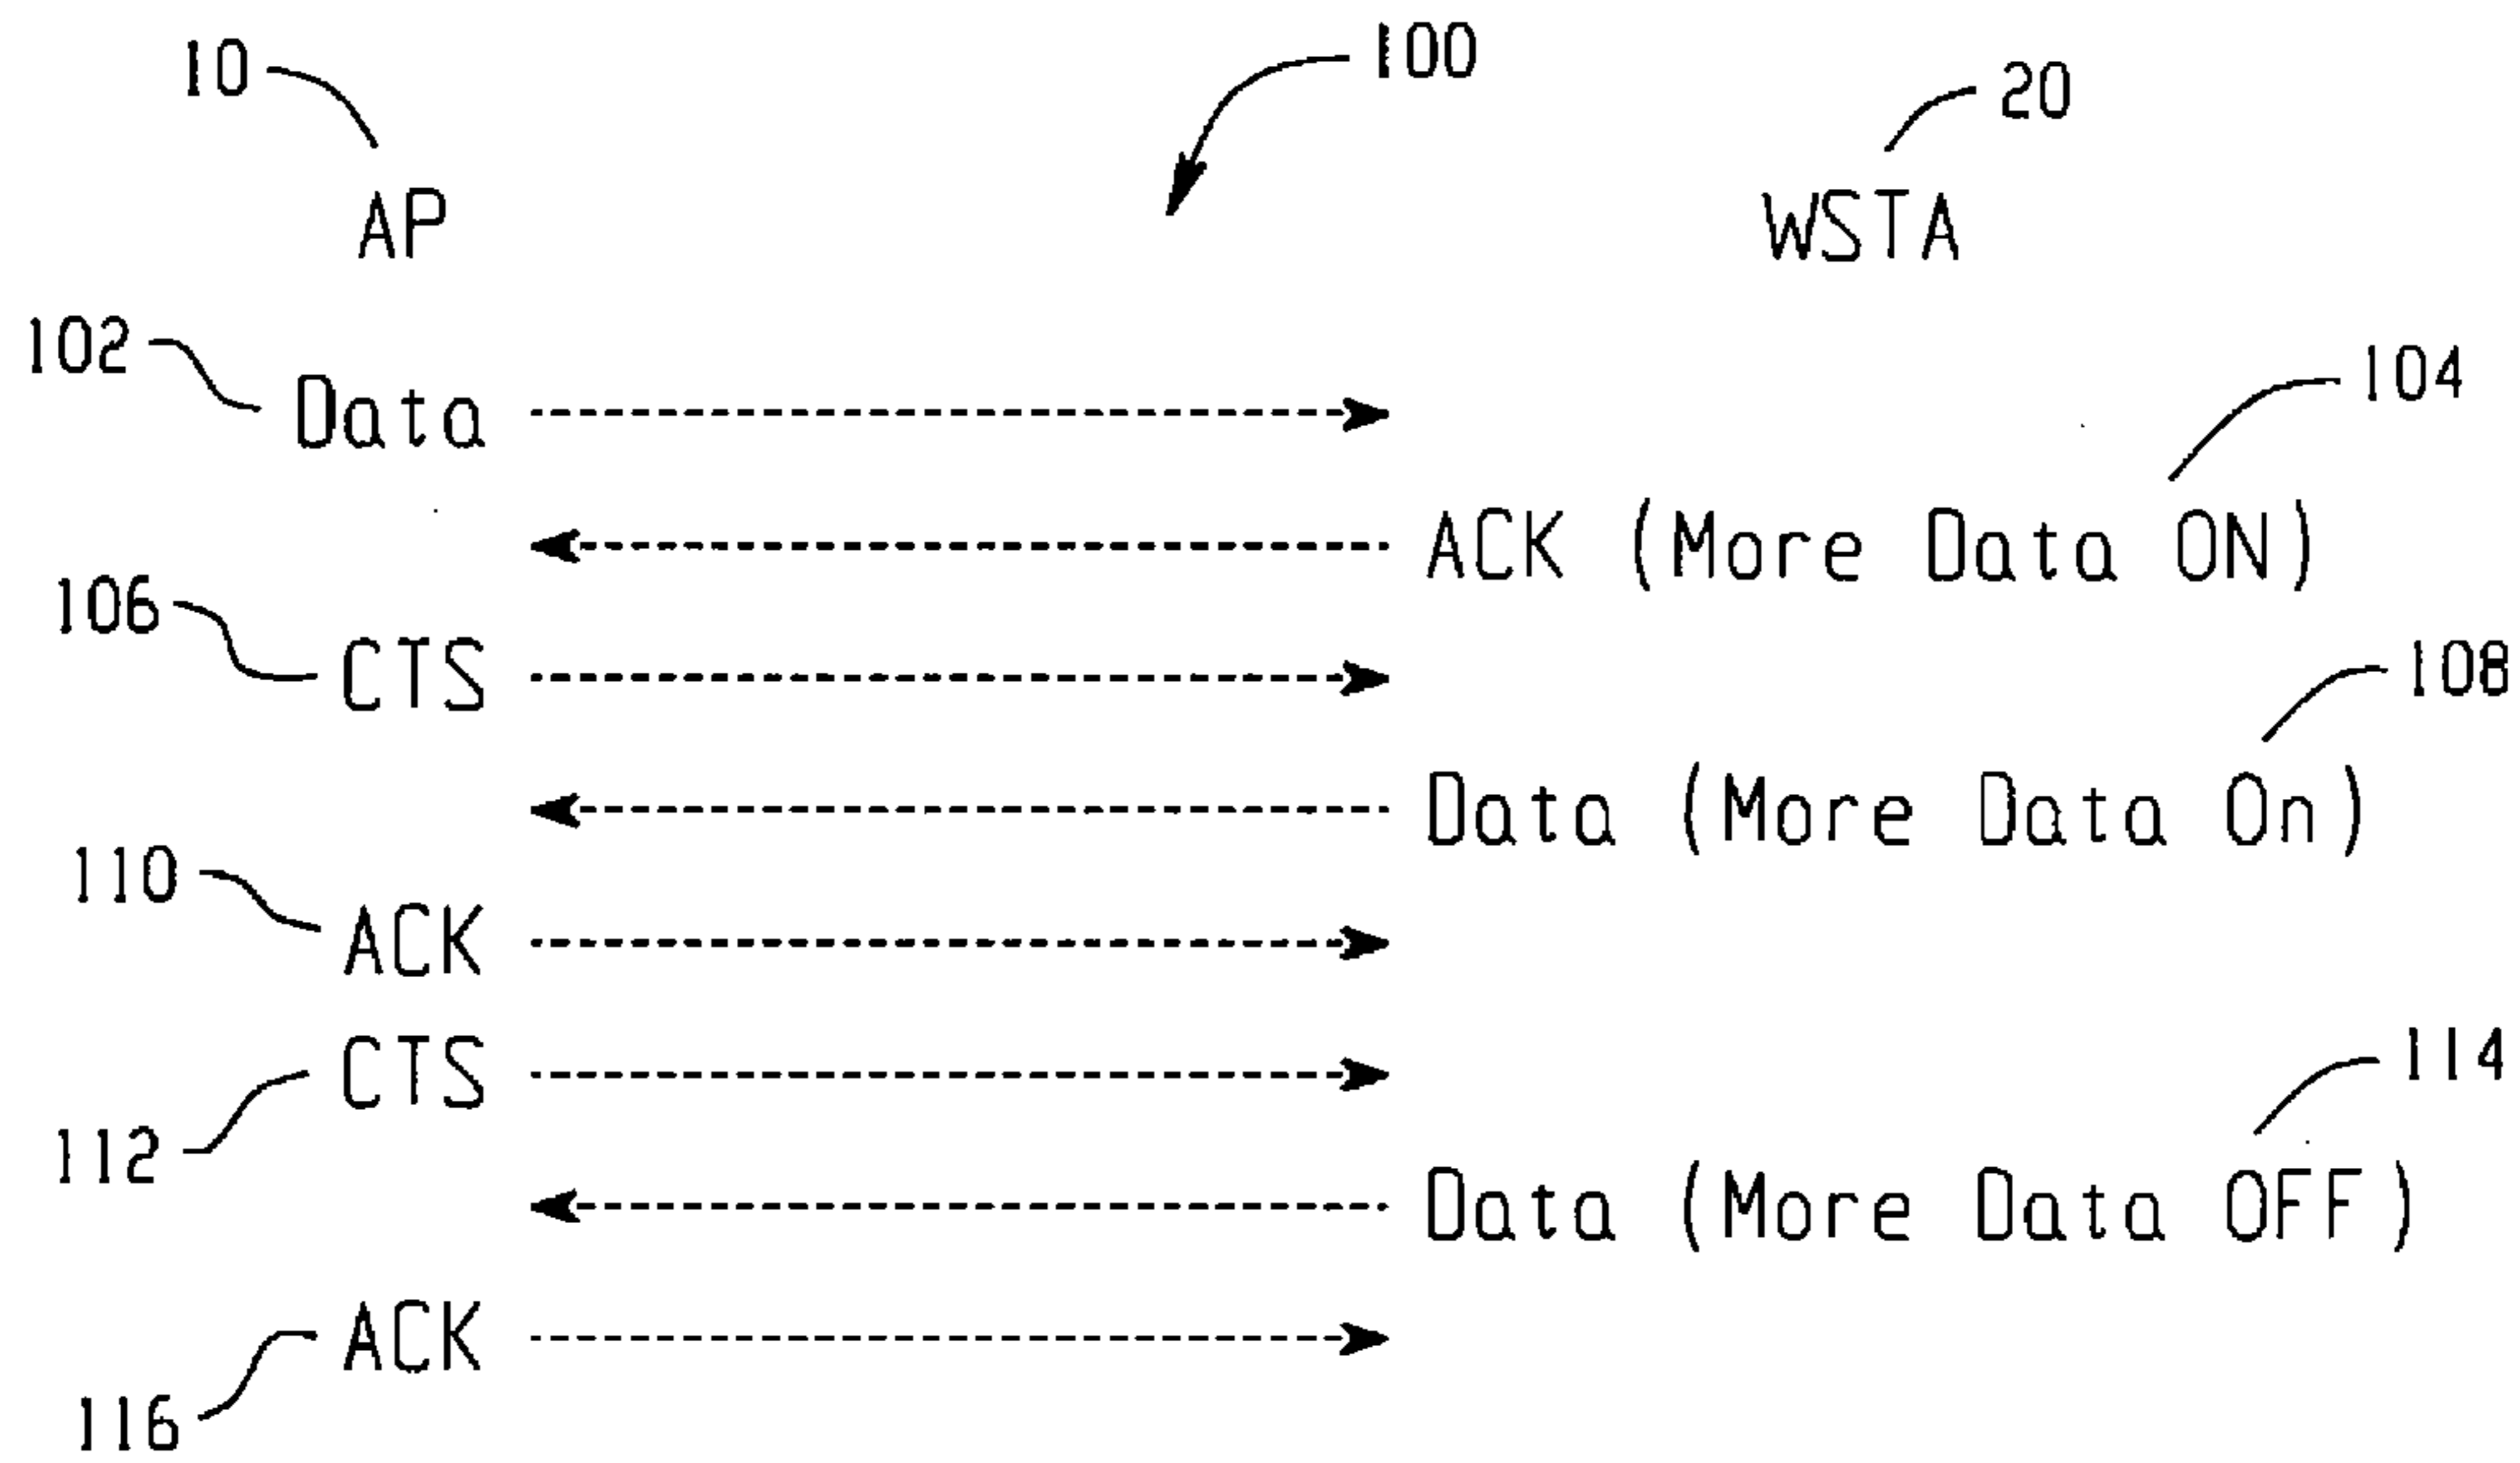 10
100
20
AP
WSTA
102
Data
104
ACK (More Data ON)
106
CTS
108
Data (More Data On)
110
ACK
CTS
112
114
Data (More Data OFF)
ACK
116